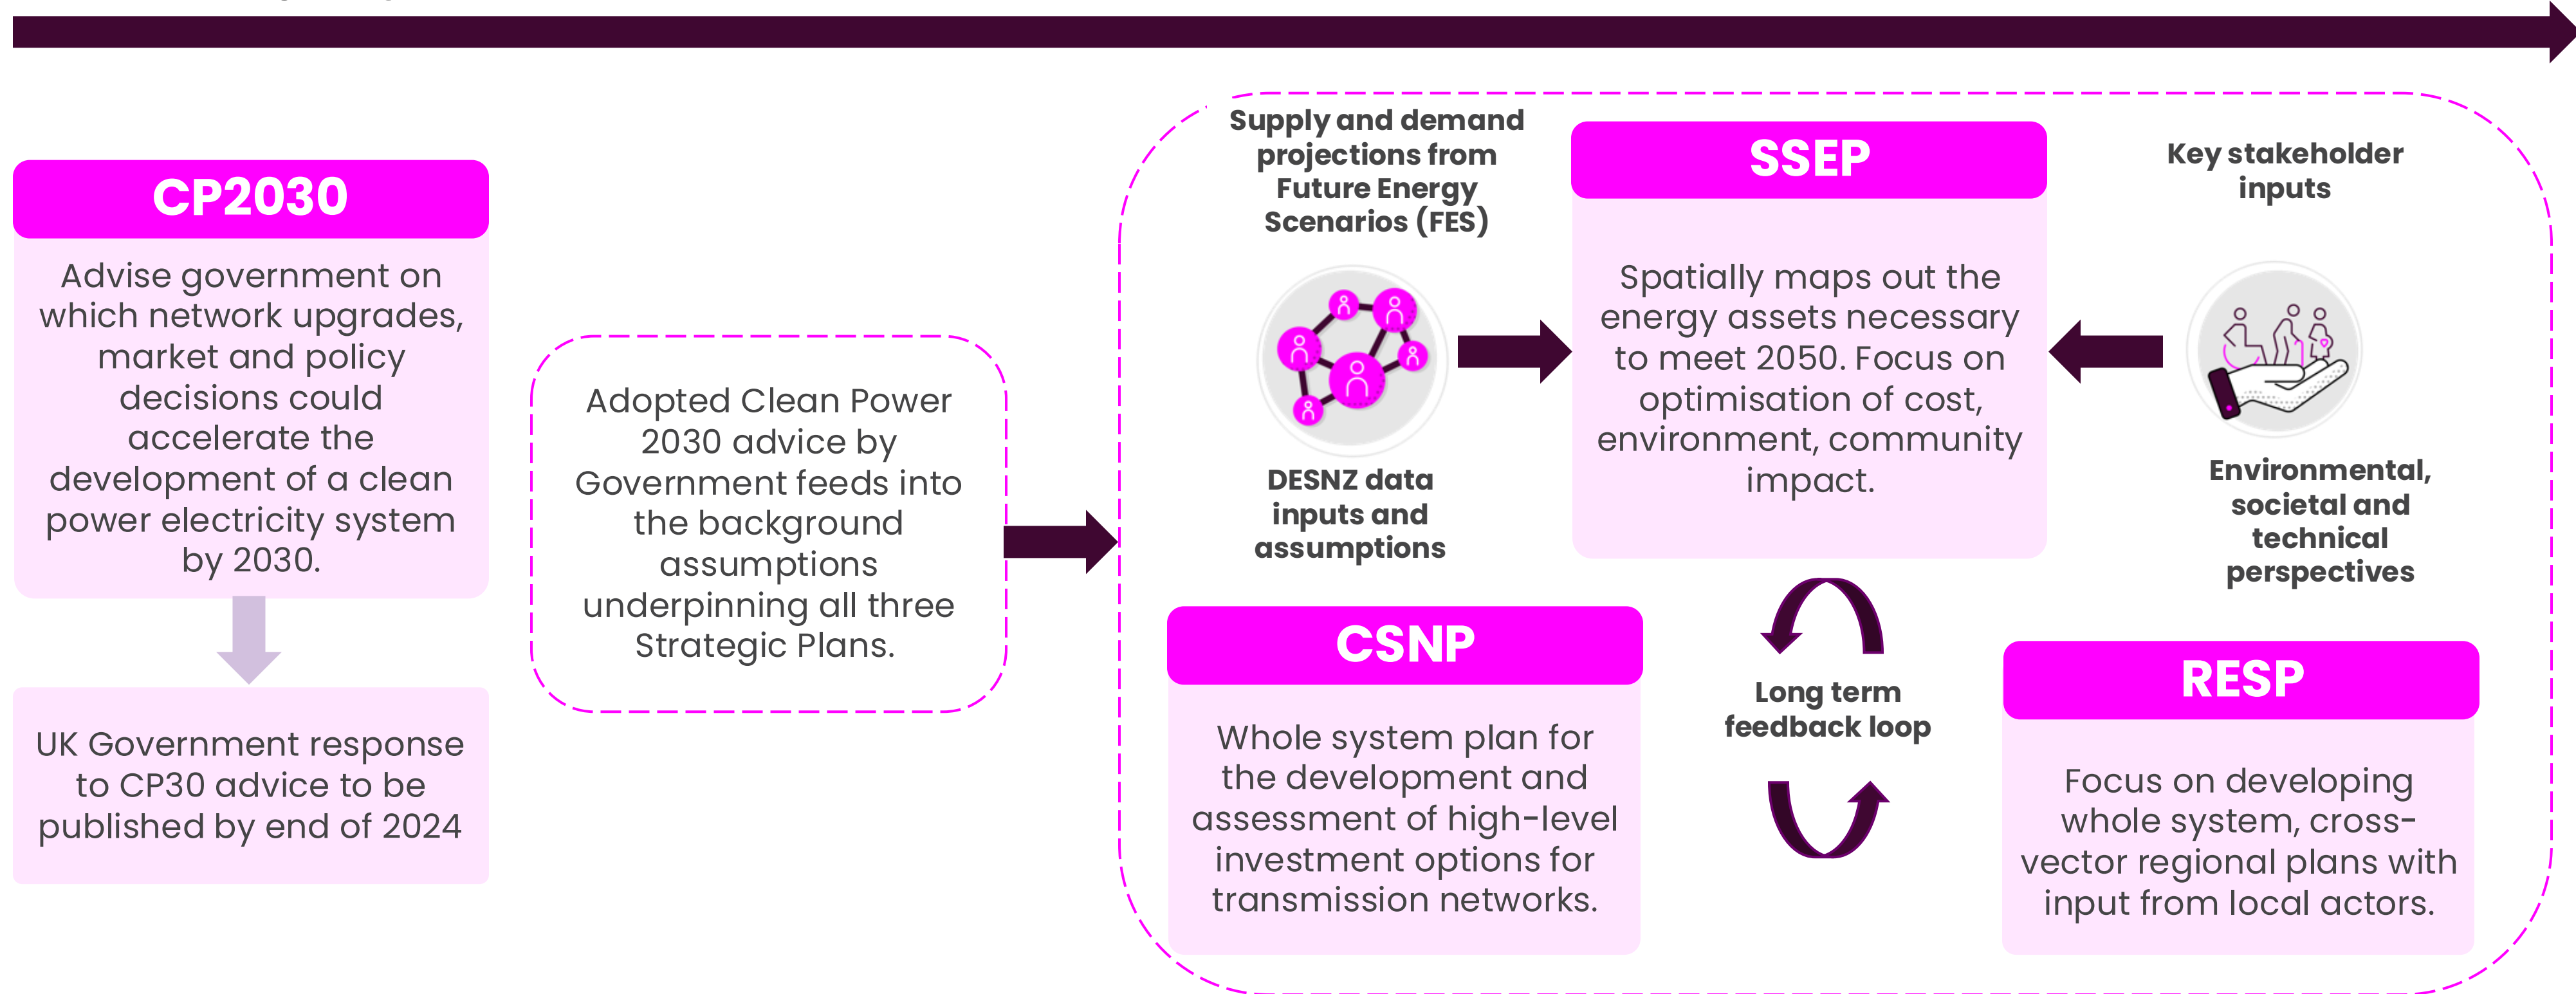 CP2030
Advise government on
which network upgrades,
market and policy
decisions could
accelerate the
development of a clean
power electricity system
by 2030.
UK Government response
to CP30 advice to be
published by end of 2024
Adopted Clean Power
2030 advice by
Government feeds into
the background
assumptions
underpinning all three
Strategic Plans.
Supply and demand
projections from
Future Energy
Scenarios (FES)
DESNZ data
inputs and
assumptions
SSEP
Spatially maps out the
energy assets necessary
to meet 2050. Focus on
optimisation of cost,
environment, community
impact.
Key stakeholder
inputs
Environmental,
societal and
technical
perspectives
CSNP
Whole system plan for
the development and
assessment of high-level
investment options for
transmission networks.
Long term
feedback loop
RESP
Focus on developing
whole system, cross-
vector regional plans with
input from local actors.